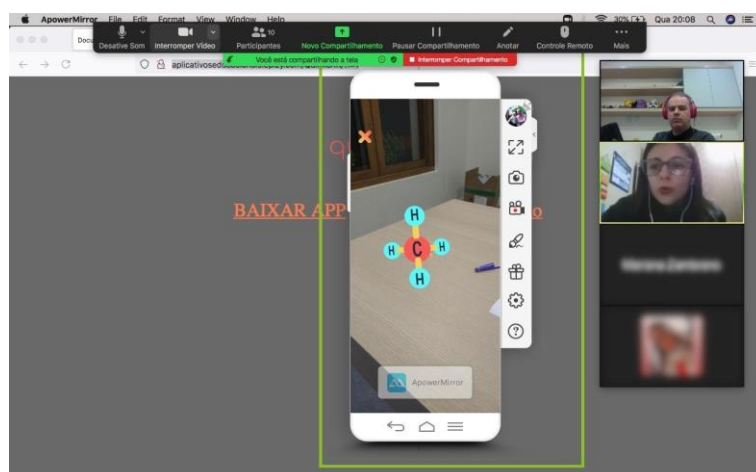 ApowerMirror File Edit Format View Window Help
30% Qua 20:08
Desative Som Interromper Vídeo Participantes 10 Novo Compartilhamento Pausar Compartilhamento Anotar Controle Remoto Mais
Você está compartilhando a tela Interromper Compartilhamento
BAIXAR APP
H
H C H
H
ApowerMirror